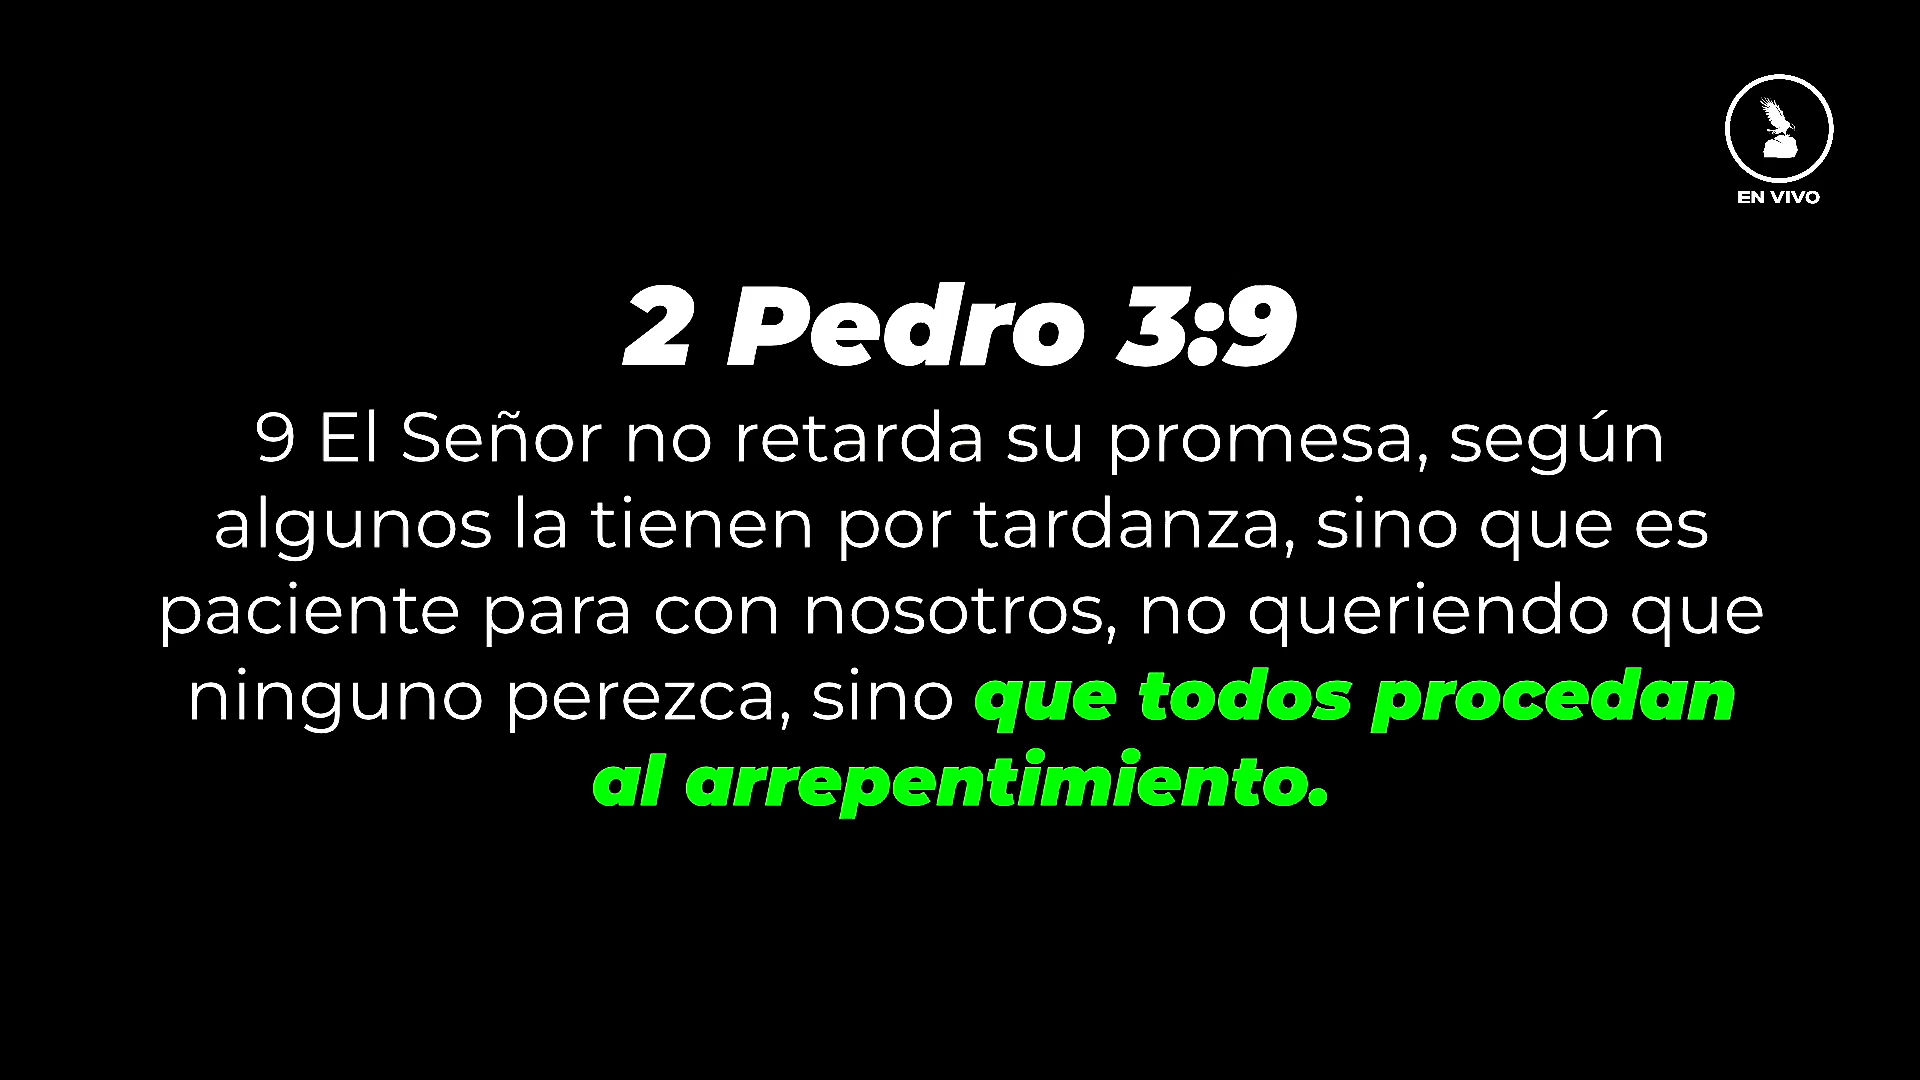 EN VIVO
2 Pedro 3:9
9 El Señor no retarda su promesa, según
algunos la tienen por tardanza, sino que es
paciente para con nosotros, no queriendo que
ninguno perezca, sino que todos procedan
al arrepentimiento.